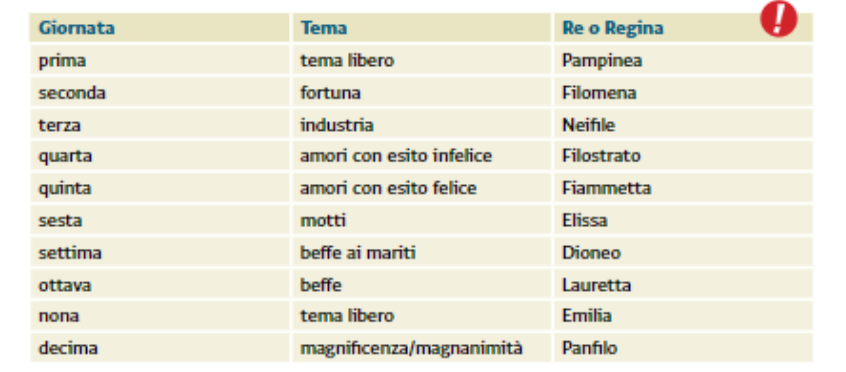 Giornata Tema Re o Regina !
prima tema libero Pampinea
seconda fortuna Filomena
terza industria Neifile
quarta amori con esito infelice Filostrato
quinta amori con esito felice Fiammetta
sesta motti Elissa
settima beffe ai mariti Dioneo
ottava beffe Lauretta
nona tema libero Emilia
decima magnificenza/magnanimità Panfilo